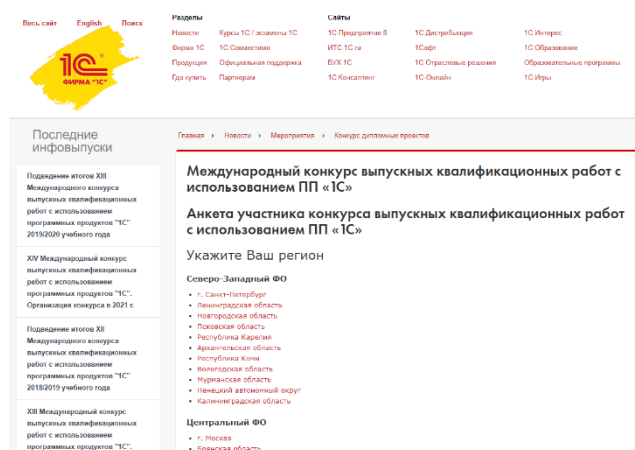 Весь сайт English Поиск
1С
ФИРМА "1С"
Разделы
Новости Курсы 1С / экзамены 1С
Фирма 1С 1С:Совместимо
Продукция Официальная поддержка
Где купить Партнерам
Сайты
1С:Предприятие 8 1С:Дистрибьюция 1С Интерес
ИТС.1С.ru 1Софт 1С:Образование
БУХ.1С 1С:Отраслевые решения Образовательные программы
1С:Консалтинг 1С-Онлайн 1С:Игры
Последние
инфовыпуски
Подведение итогов XIII
Международного конкурса
выпускных квалификационных
работ с использованием
программных продуктов "1С"
2019/2020 учебного года
XIV Международный конкурс
выпускных квалификационных
работ с использованием
программных продуктов "1С".
Организация конкурса в 2021 г.
Подведение итогов XII
Международного конкурса
выпускных квалификационных
работ с использованием
программных продуктов "1С"
2018/2019 учебного года
XIII Международный конкурс
выпускных квалификационных
работ с использованием
программных продуктов "1С".
Главная › Новости › Мероприятия › Конкурс дипломных проектов
Международный конкурс выпускных квалификационных работ с
использованием ПП «1С»
Анкета участника конкурса выпускных квалификационных работ
с использованием ПП «1С»
Укажите Ваш регион
Северо-Западный ФО
• г. Санкт-Петербург
• Ленинградская область
• Новгородская область
• Псковская область
• Республика Карелия
• Архангельская область
• Республика Коми
• Вологодская область
• Мурманская область
• Ненецкий автономный округ
• Калининградская область
Центральный ФО
• г. Москва
• Брянская область